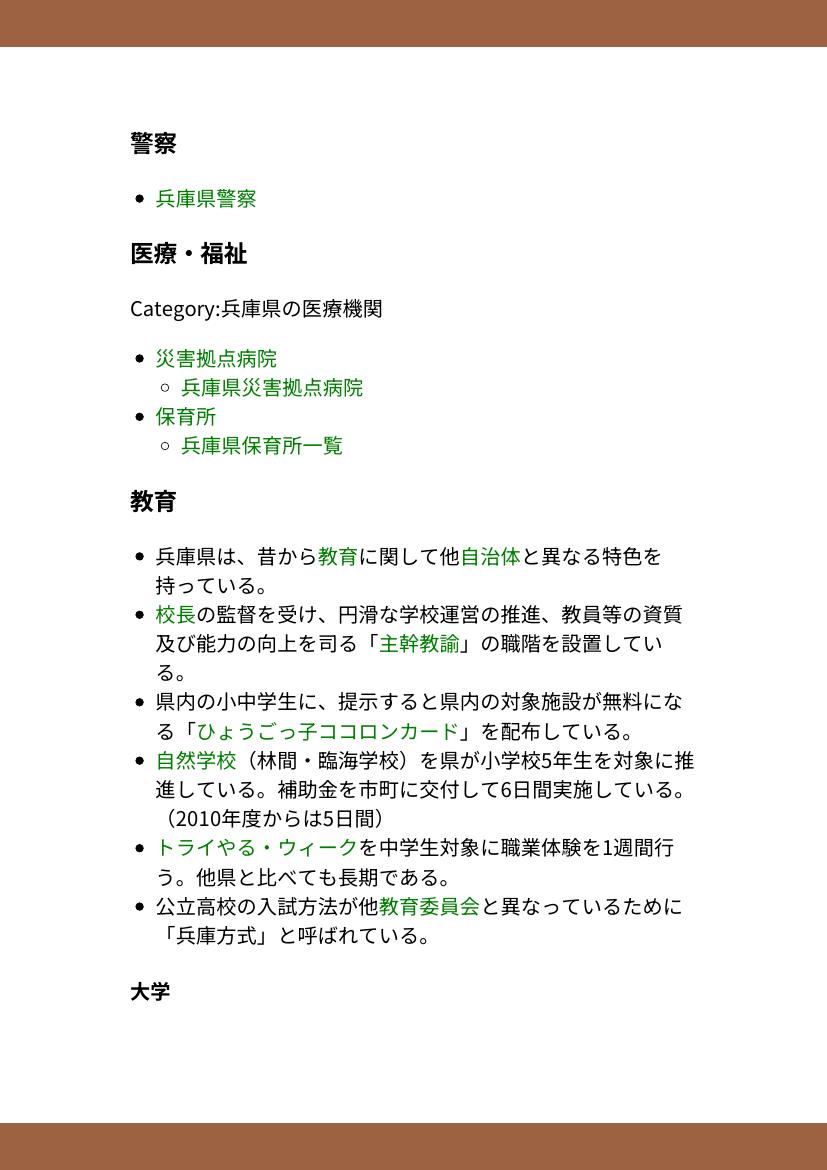 警察
兵庫県警察
医療・福祉
Category:兵庫県の医療機関
災害拠点病院
兵庫県災害拠点病院
保育所
兵庫県保育所一覧
教育
兵庫県は、昔から教育に関して他自治体と異なる特色を
持っている。
校長の監督を受け、円滑な学校運営の推進、教員等の資質
及び能力の向上を司る「主幹教諭」の職階を設置してい
る。
県内の小中学生に、提示すると県内の対象施設が無料にな
る「ひょうごっ子ココロンカード」を配布している。
自然学校（林間・臨海学校）を県が小学校5年生を対象に推
進している。補助金を市町に交付して6日間実施している。
（2010年度からは5日間）
トライやる・ウィークを中学生対象に職業体験を1週間行
う。他県と比べても長期である。
公立高校の入試方法が他教育委員会と異なっているために
「兵庫方式」と呼ばれている。
大学